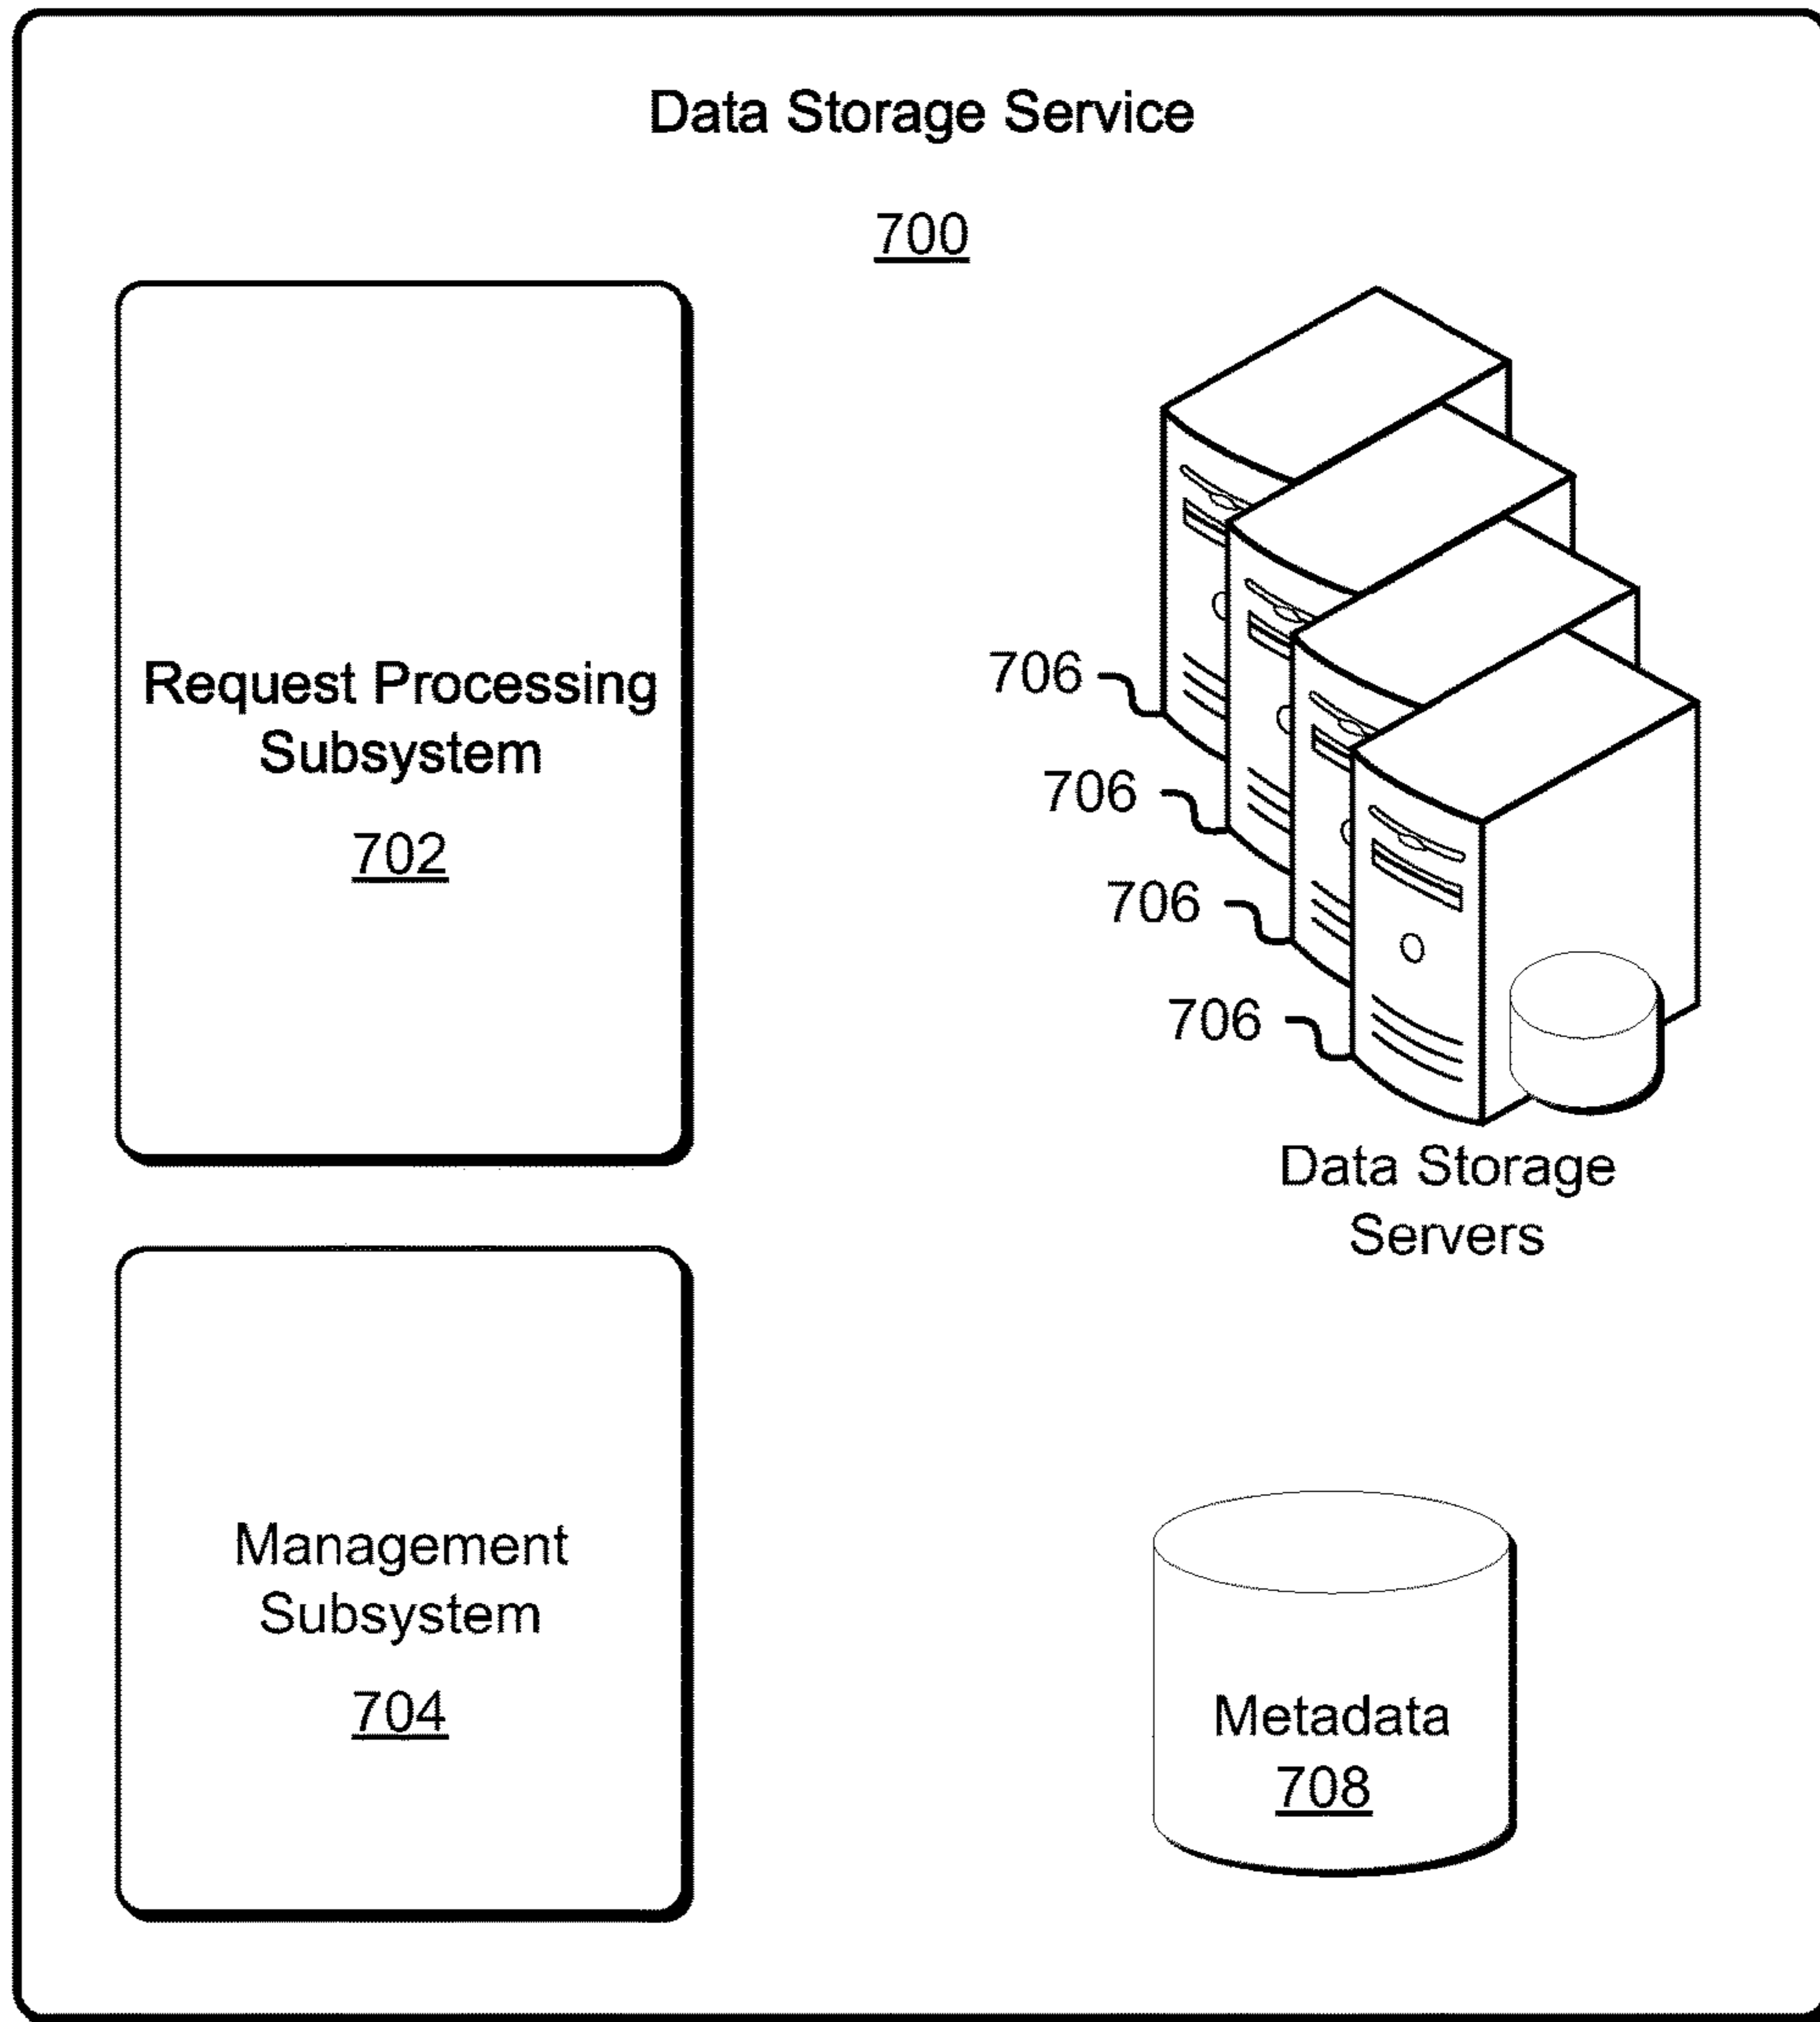 Data Storage Service
700
Request Processing
Subsystem
702
706
706
706
706
Data Storage
Servers
Management
Subsystem
704
Metadata
708